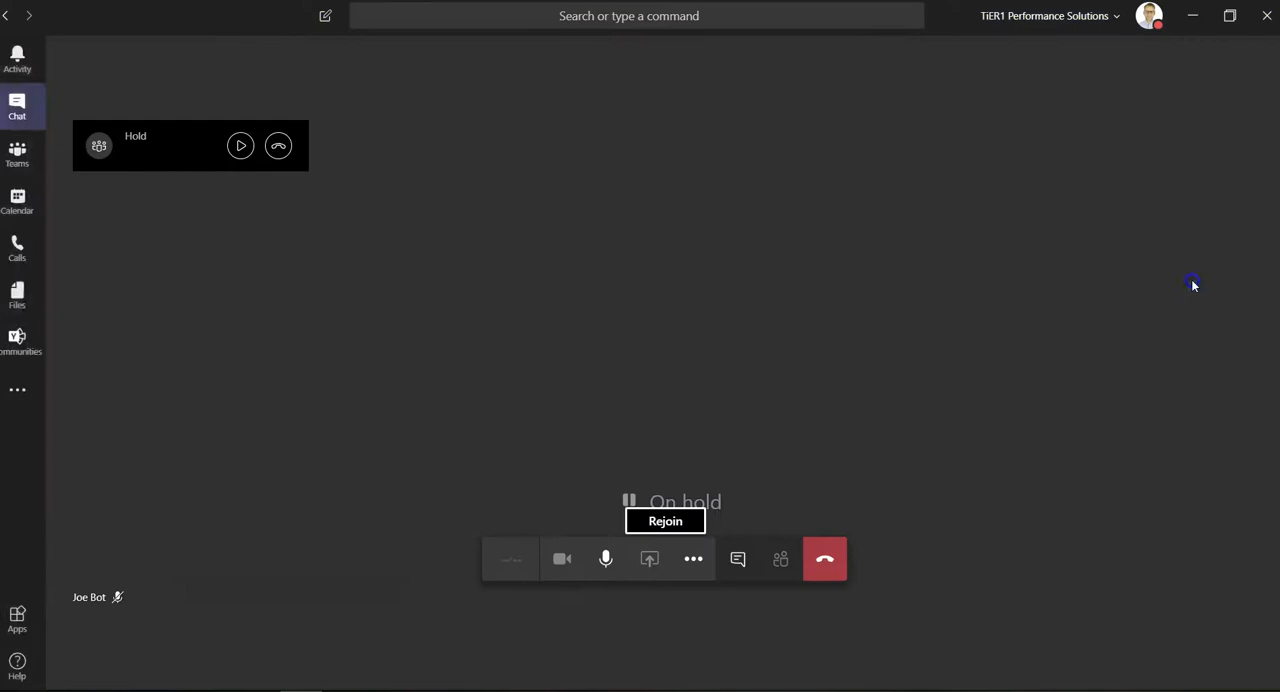 Search or type a command
TiER1 Performance Solutions
Activity
Chat
Teams
Calendar
Calls
Files
ommunities
Hold
On hold
Rejoin
Joe Bot
Apps
Help